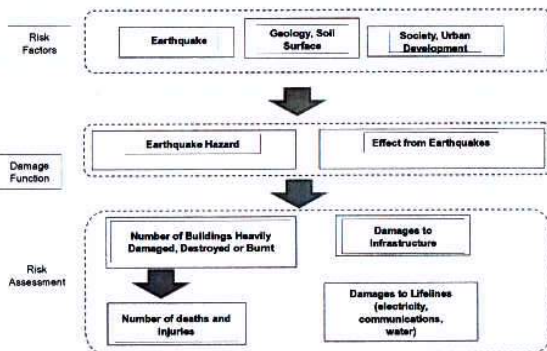 Risk
Factors
Earthquake
Geology, Soil
Surface
Society, Urban
Development
Damage
Function
Earthquake Hazard
Effect from Earthquakes
Risk
Assessment
Number of Buildings Heavily
Damaged, Destroyed or Burnt
Damages to
Infrastructure
Number of deaths and
Injuries
Damages to Lifelines
(electricity,
communications,
water)